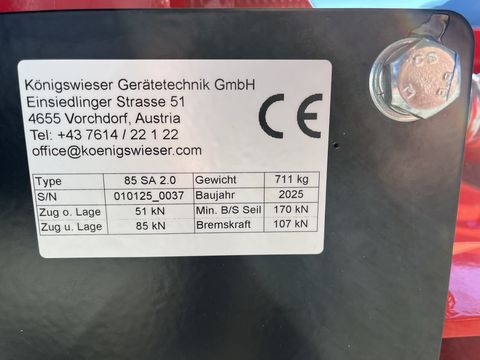 Königswieser Gerätetechnik GmbH
Einsiedlinger Strasse 51
4655 Vorchdorf, Austria
Tel: +43 7614 / 22 1 22
office@koenigswieser.com
CE
Type 85 SA 2.0 Gewicht 711 kg
S/N 010125_0037 Baujahr 2025
Zug o. Lage 51 kN Min. B/S Seil 170 kN
Zug u. Lage 85 kN Bremskraft 107 kN